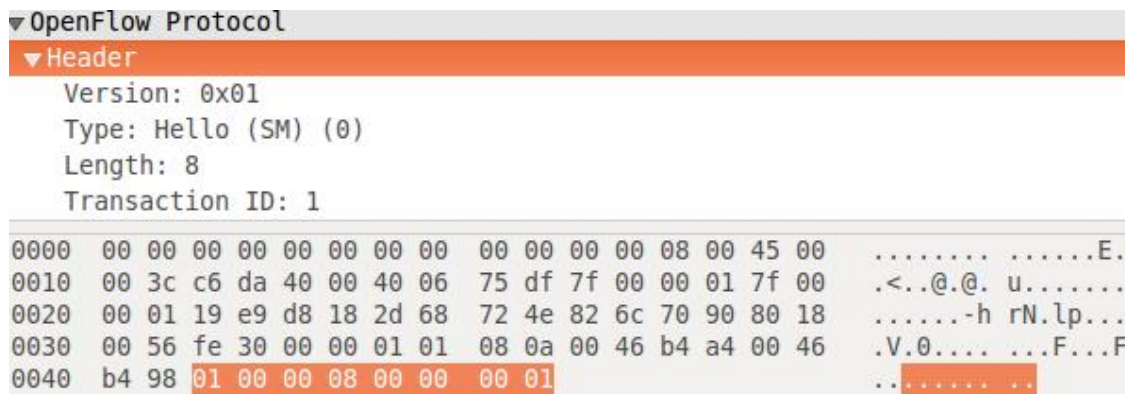 ▼OpenFlow Protocol
▼Header
Version: 0x01
Type: Hello (SM) (0)
Length: 8
Transaction ID: 1
0000 00 00 00 00 00 00 00 00 00 00 00 00 08 00 45 00 ........ ......E.
0010 00 3c c6 da 40 00 40 06 75 df 7f 00 00 01 7f 00 .<..@.@. u.......
0020 00 01 19 e9 d8 18 2d 68 72 4e 82 6c 70 90 80 18 ......-h rN.lp...
0030 00 56 fe 30 00 00 01 01 08 0a 00 46 b4 a4 00 46 .V.0.... ...F...F
0040 b4 98 01 00 00 08 00 00 00 01 ........ ..